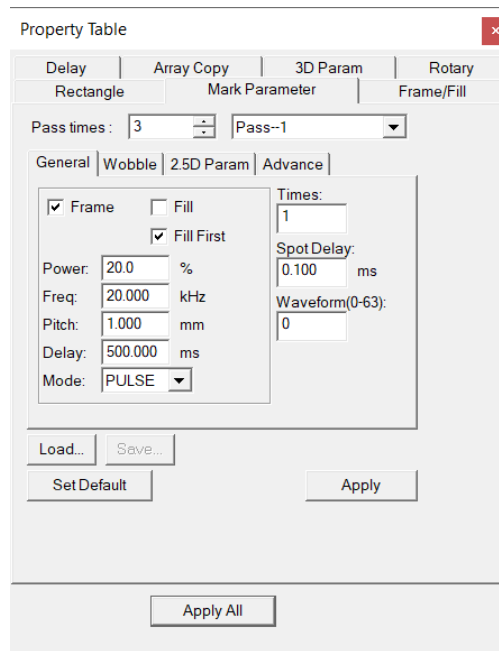 Property Table
Delay Array Copy 3D Param Rotary
Rectangle Mark Parameter Frame/Fill
Pass times : 3 Pass--1
General Wobble 2.5D Param Advance
Frame Fill Times:
1
Fill First
Spot Delay:
Power: 20.0 % 0.100 ms
Freq: 20.000 kHz Waveform(0-63):
Pitch: 1.000 mm 0
Delay: 500.000 ms
Mode: PULSE
Load... Save...
Set Default Apply
Apply All